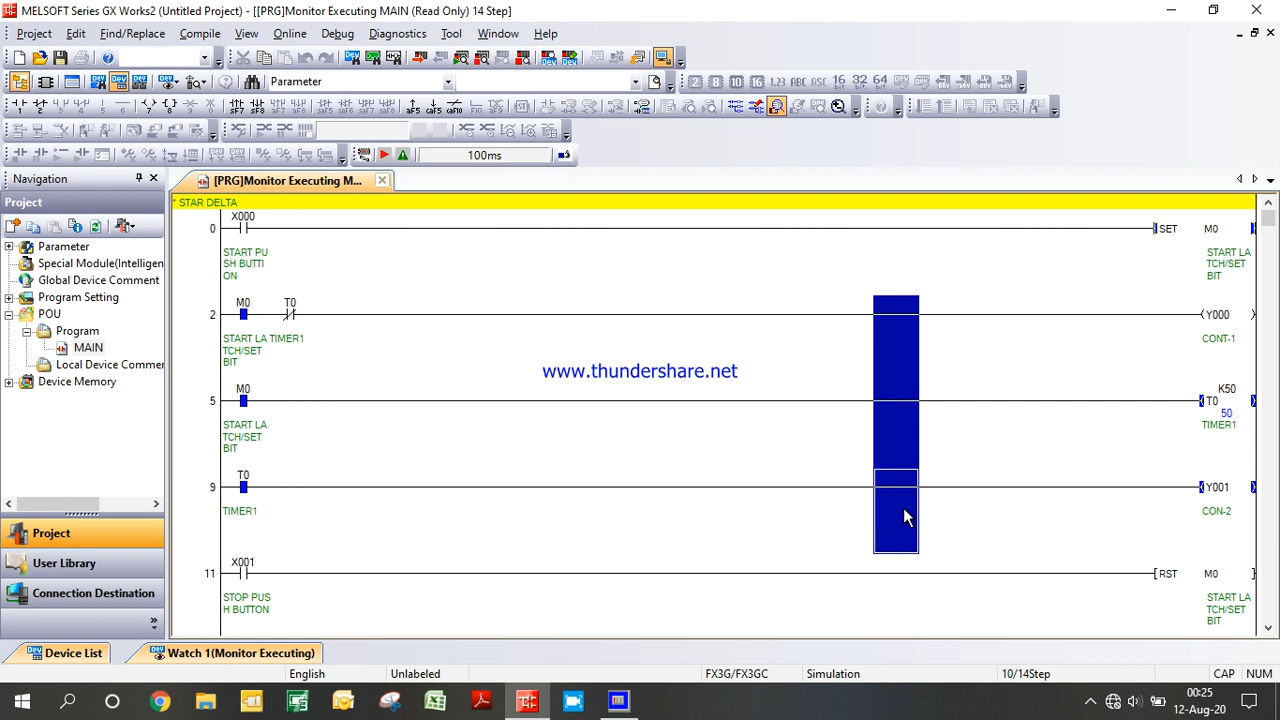 MELSOFT Series GX Works2 (Untitled Project) - [[PRG]Monitor Executing MAIN (Read Only) 14 Step]
Project Edit Find/Replace Compile View Online Debug Diagnostics Tool Window Help
Parameter
100ms
Navigation
[PRG]Monitor Executing M...
Project
Parameter
Special Module(Intelligen
Global Device Comment
Program Setting
POU
Program
MAIN
Local Device Commer
Device Memory
Project
User Library
Connection Destination
* STAR DELTA
X000
0 SET M0
START PU
SH BUTTI
ON
START LA
TCH/SET
BIT
M0 T0
2 Y000
START LA TIMER1
TCH/SET
BIT
CONT-1
www.thundershare.net
M0 K50
5 T0
50
START LA
TCH/SET
BIT
TIMER1
T0
9 Y001
TIMER1 CON-2
X001
11 RST M0
STOP PUS
H BUTTON
START LA
TCH/SET
BIT
Device List Watch 1(Monitor Executing)
English Unlabeled FX3G/FX3GC Simulation 10/14Step CAP NUM
00:25
12-Aug-20